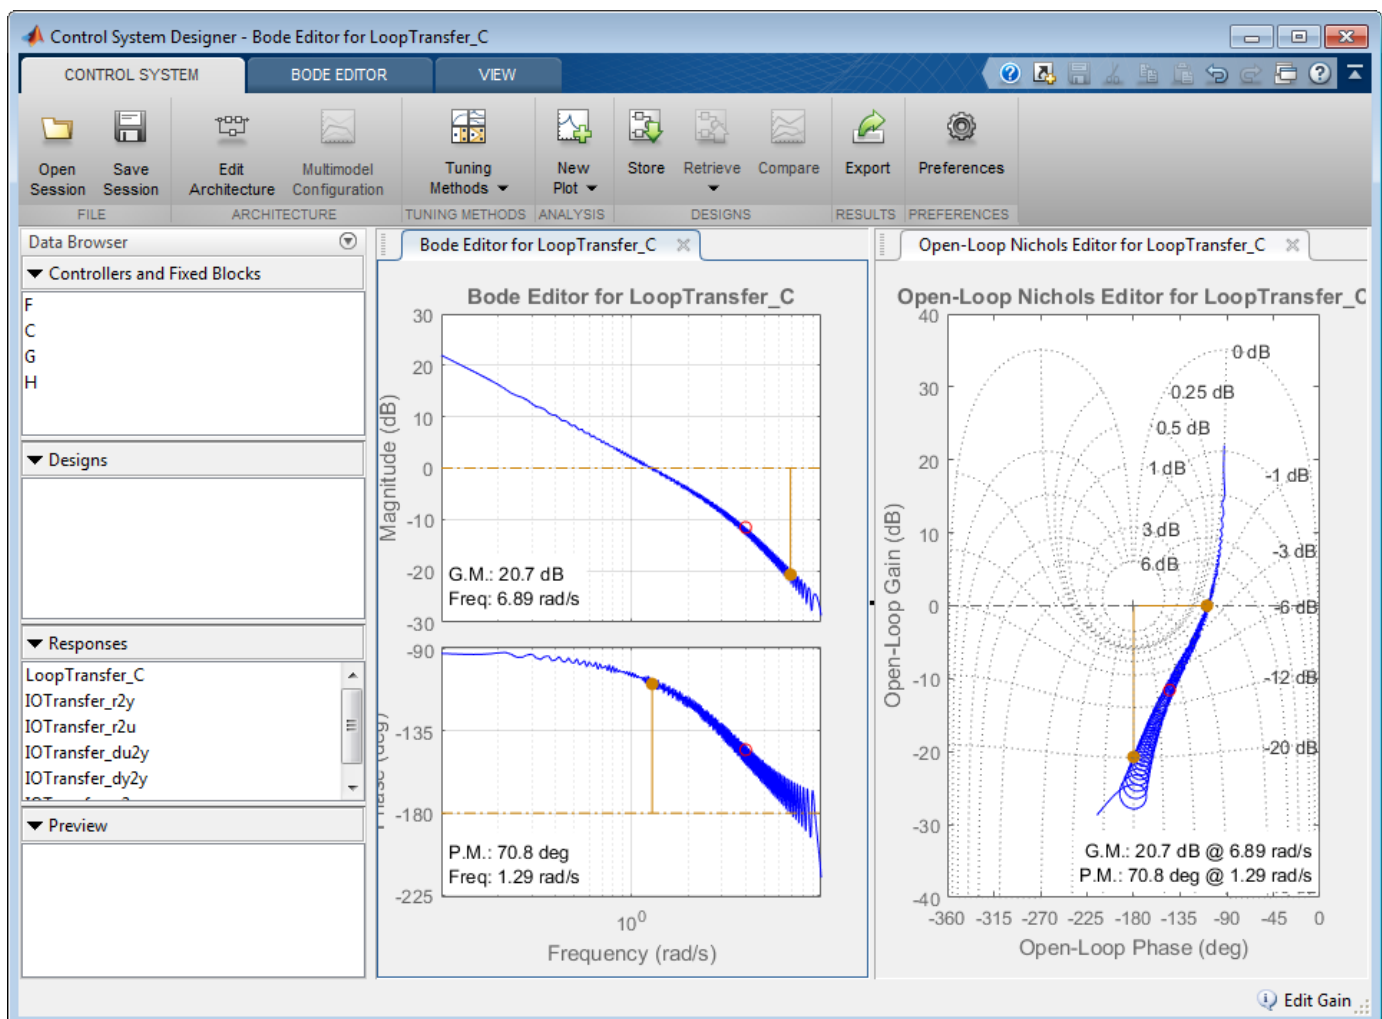 Control System Designer - Bode Editor for LoopTransfer_C
CONTROL SYSTEM
BODE EDITOR
VIEW
Open Session
Save Session
Edit Architecture
Multimodel Configuration
Tuning Methods
New Plot
Store
Retrieve
Compare
Export
Preferences
FILE
ARCHITECTURE
TUNING METHODS
ANALYSIS
DESIGNS
RESULTS
PREFERENCES
Data Browser
Controllers and Fixed Blocks
F
C
G
H
Designs
Responses
LoopTransfer_C
IOTransfer_r2y
IOTransfer_r2u
IOTransfer_du2y
IOTransfer_dy2y
Preview
Bode Editor for LoopTransfer_C
Bode Editor for LoopTransfer_C
Magnitude (dB)
30
20
10
0
-10
-20
-30
G.M.: 20.7 dB
Freq: 6.89 rad/s
-90
-135
-180
-225
P.M.: 70.8 deg
Freq: 1.29 rad/s
10^0
Frequency (rad/s)
Open-Loop Nichols Editor for LoopTransfer_C
Open-Loop Nichols Editor for LoopTransfer_C
Open-Loop Gain (dB)
40
30
20
10
0
-10
-20
-30
-40
0 dB
0.25 dB
0.5 dB
1 dB
-1 dB
3 dB
-3 dB
6 dB
-6 dB
-12 dB
-20 dB
G.M.: 20.7 dB @ 6.89 rad/s
P.M.: 70.8 deg @ 1.29 rad/s
-360 -315 -270 -225 -180 -135 -90 -45 0
Open-Loop Phase (deg)
Edit Gain